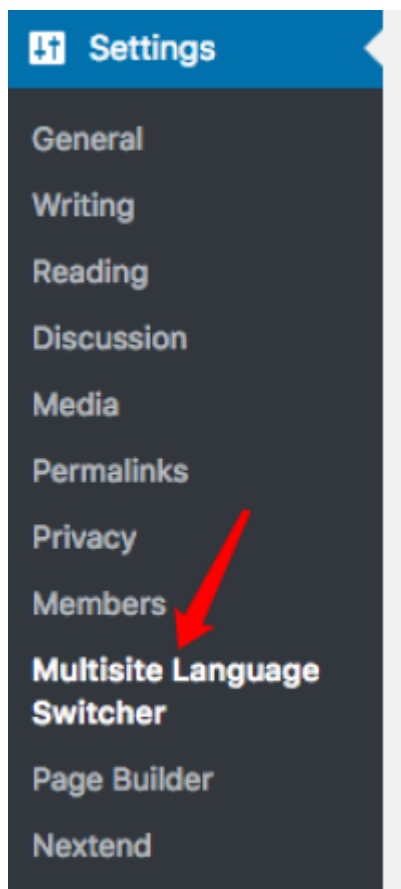 Settings
General
Writing
Reading
Discussion
Media
Permalinks
Privacy
Members
Multisite Language
Switcher
Page Builder
Nextend